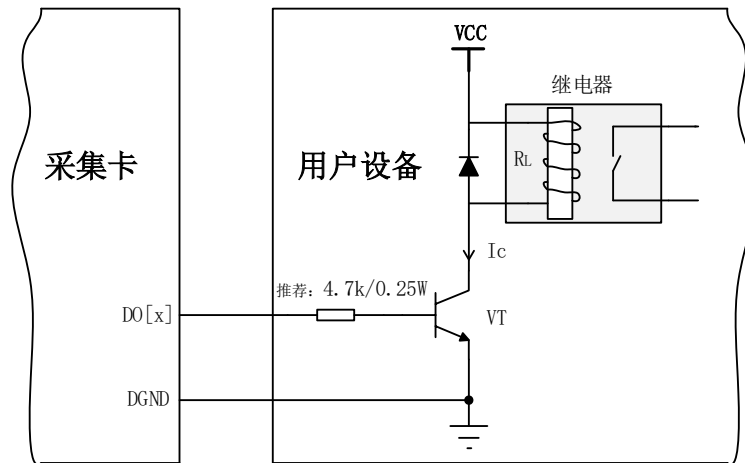 VCC
继电器
采集卡
用户设备
RL
Ic
推荐: 4.7k/0.25W
DO[x]
VT
DGND